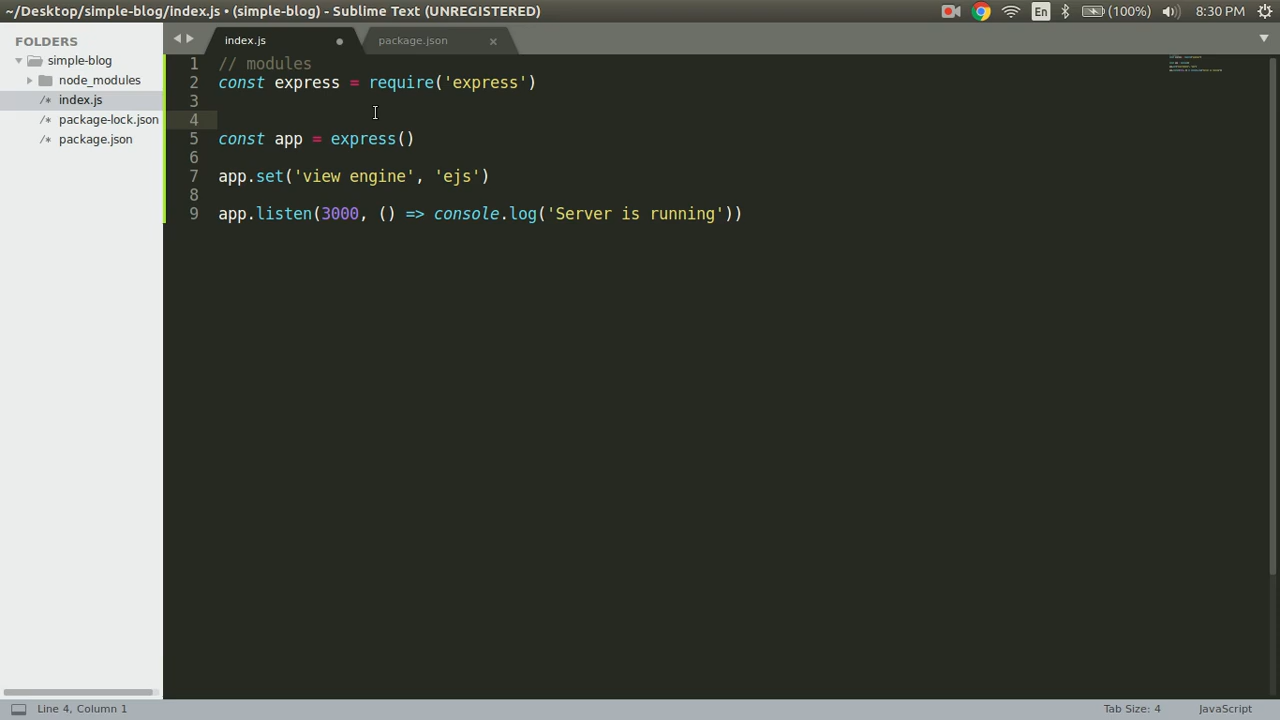 ~/Desktop/simple-blog/index.js • (simple-blog) - Sublime Text (UNREGISTERED)
En
(100%)
8:30 PM
FOLDERS
simple-blog
node_modules
/* index.js
/* package-lock.json
/* package.json
index.js
package.json
1 // modules
2 const express = require('express')
3
4
5 const app = express()
6
7 app.set('view engine', 'ejs')
8
9 app.listen(3000, () => console.log('Server is running'))
Line 4, Column 1
Tab Size: 4
JavaScript